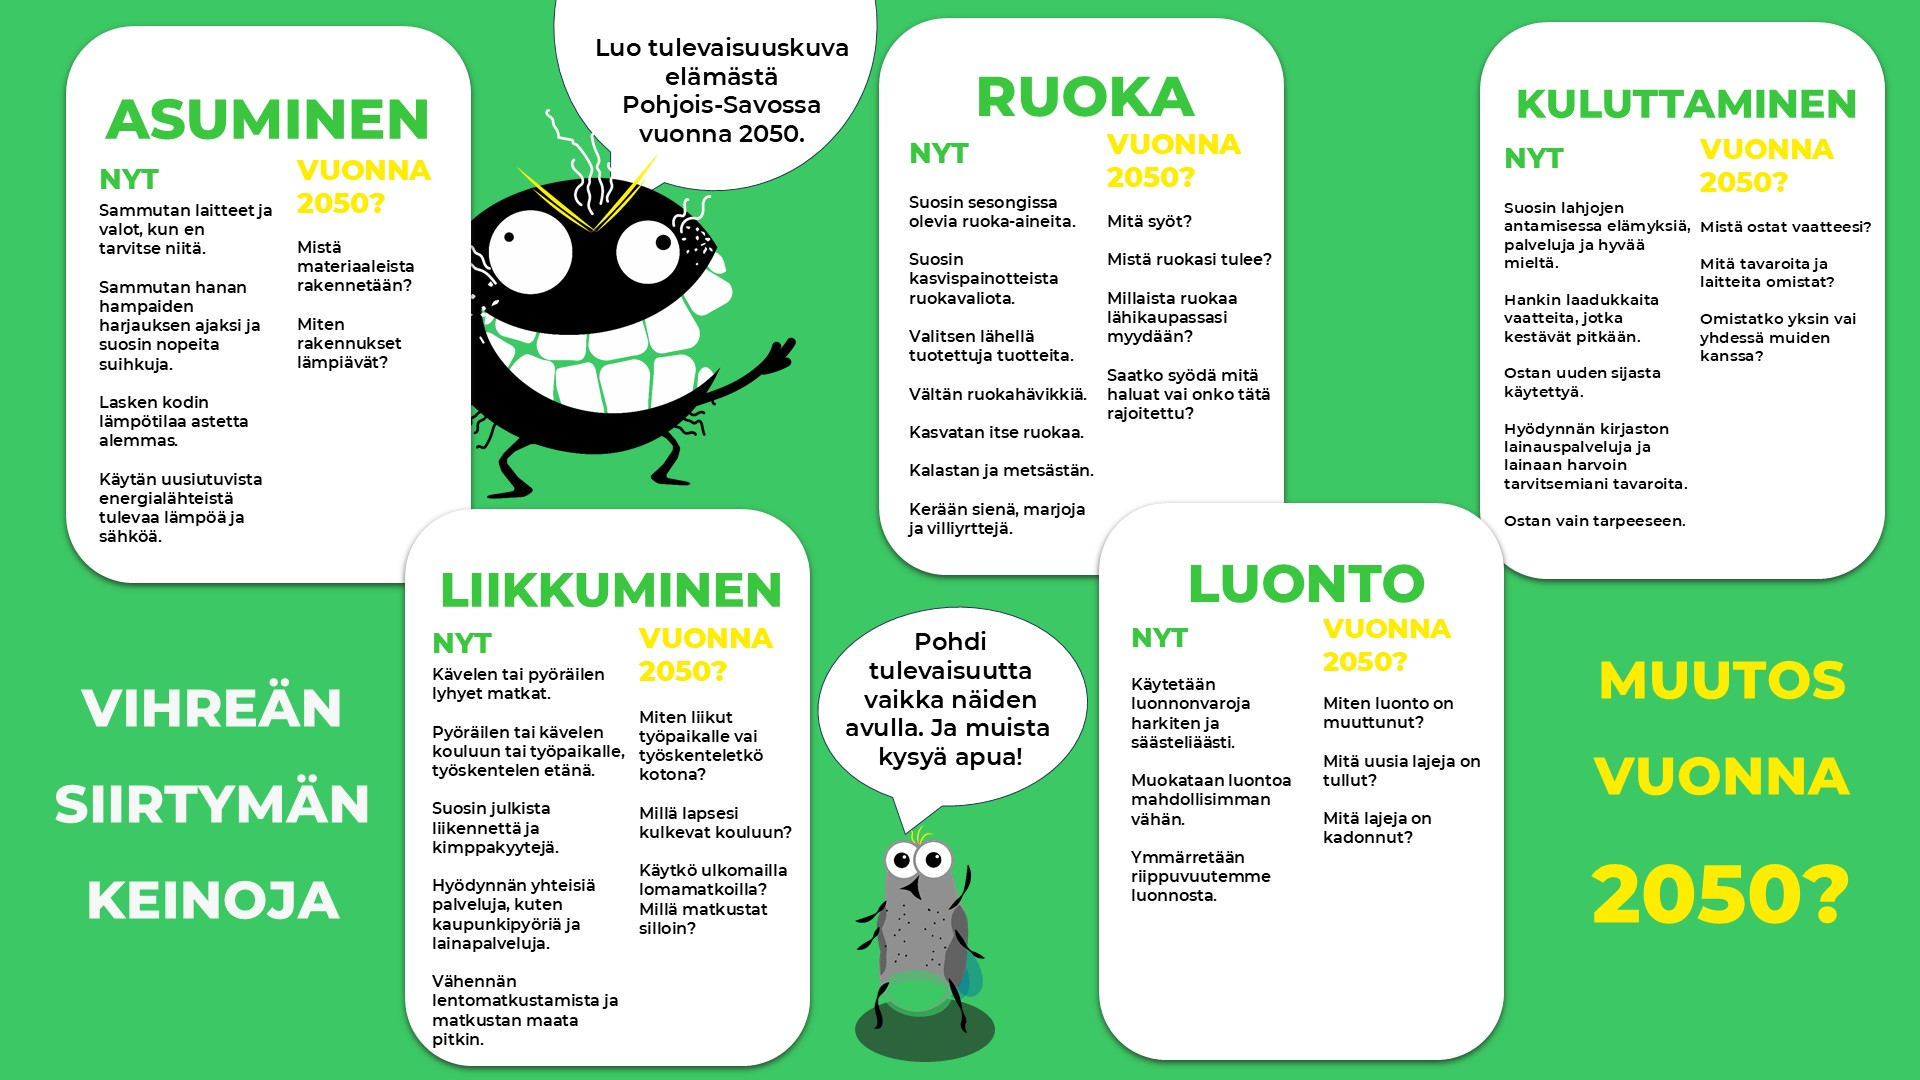 Luo tulevaisuuskuva
elämästä
Pohjois-Savossa
vuonna 2050.
ASUMINEN
NYT
Sammutan laitteet ja
valot, kun en
tarvitse niitä.
Sammutan hanan
hampaiden
harjauksen ajaksi ja
suosin nopeita
suihkuja.
Lasken kodin
lämpötilaa astetta
alemmas.
Käytän uusiutuvista
energialähteistä
tulevaa lämpöä ja
sähköä.
VUONNA
2050?
Mistä
materiaaleista
rakennetään?
Miten
rakennukset
lämpiävät?
RUOKA
NYT
Suosin sesongissa
olevia ruoka-aineita.
Suosin
kasvispainotteista
ruokavaliota.
Valitsen lähellä
tuotettuja tuotteita.
Vältän ruokahävikkiä.
Kasvatan itse ruokaa.
Kalastan ja metsästän.
Kerään sienä, marjoja
ja villiyrttejä.
VUONNA
2050?
Mitä syöt?
Mistä ruokasi tulee?
Millaista ruokaa
lähikaupassasi
myydään?
Saatko syödä mitä
haluat vai onko tätä
rajoitettu?
KULUTTAMINEN
NYT
Suosin lahjojen
antamisessa elämyksiä,
palveluja ja hyvää
mieltä.
Hankin laadukkaita
vaatteita, jotka
kestävät pitkään.
Ostan uuden sijasta
käytettyä.
Hyödynnän kirjaston
lainauspalveluja ja
lainaan harvoin
tarvitsemiani tavaroita.
Ostan vain tarpeeseen.
VUONNA
2050?
Mistä ostat vaatteesi?
Mitä tavaroita ja
laitteita omistat?
Omistatko yksin vai
yhdessä muiden
kanssa?
VIHREÄN
SIIRTYMÄN
KEINOJA
LIIKKUMINEN
NYT
Kävelen tai pyöräilen
lyhyet matkat.
Pyöräilen tai kävelen
kouluun tai työpaikalle,
työskentelen etänä.
Suosin julkista
liikennettä ja
kimppakyytejä.
Hyödynnän yhteisiä
palveluja, kuten
kaupunkipyöriä ja
lainapalveluja.
Vähennän
lentomatkustamista ja
matkustan maata
pitkin.
VUONNA
2050?
Miten liikut
työpaikalle vai
työskenteletkö
kotona?
Millä lapsesi
kulkevat kouluun?
Käytkö ulkomailla
lomamatkoilla?
Millä matkustat
silloin?
Pohdi
tulevaisuutta
vaikka näiden
avulla. Ja muista
kysyä apua!
LUONTO
NYT
Käytetään
luonnonvaroja
harkiten ja
säästeliäästi.
Muokataan luontoa
mahdollisimman
vähän.
Ymmärretään
riippuvuutemme
luonnosta.
VUONNA
2050?
Miten luonto on
muuttunut?
Mitä uusia lajeja on
tullut?
Mitä lajeja on
kadonnut?
MUUTOS
VUONNA
2050?